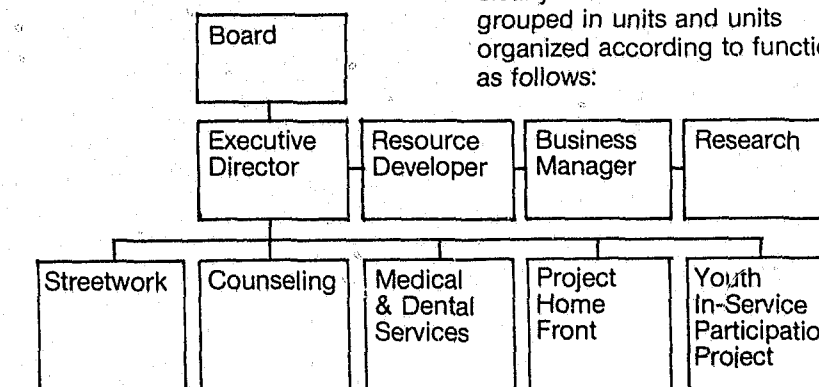 grouped in units and units
organized according to
as follows:
Board
Executive
Director
Resource
Developer
Business
Manager
Research
Streetwork
Counseling
Medical
& Dental
Services
Project
Home
Front
Youth
In-Service
Participatio
Project